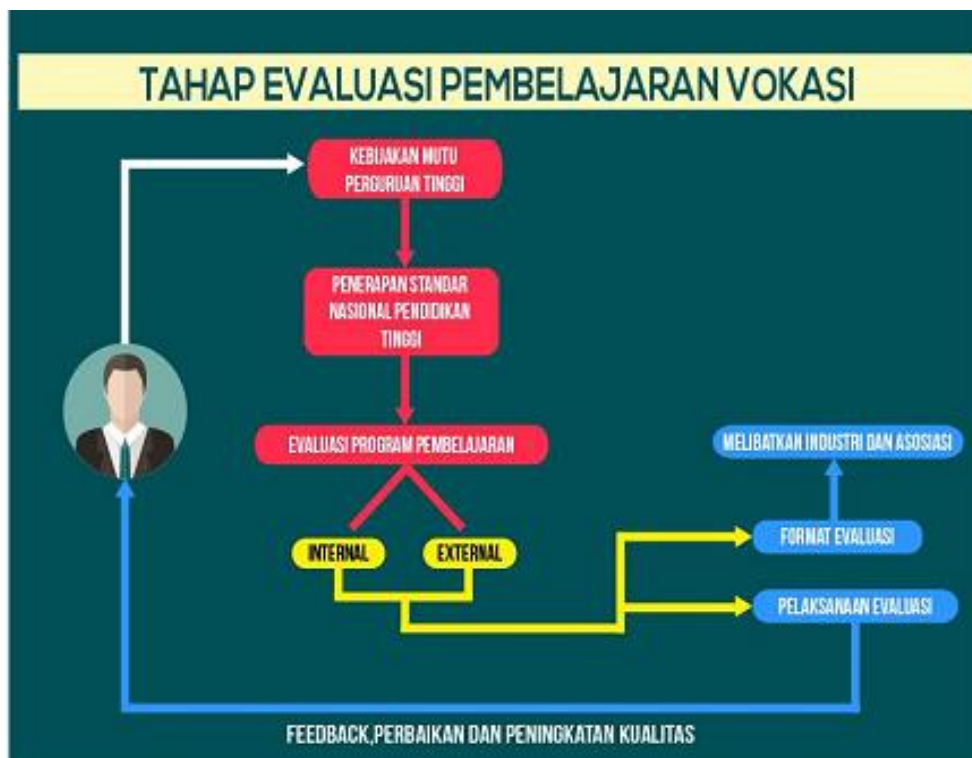 TAHAP EVALUASI PEMBELAJARAN VOKASI
KEBIJAKAN MUTU
PERGURUAN TINGGI
PENERAPAN STANDAR
NASIONAL PENDIDIKAN
TINGGI
EVALUASI PROGRAM PEMBELAJARAN
INTERNAL
EXTERNAL
MELIBATKAN INDUSTRI DAN ASOSIASI
FORMAT EVALUASI
PELAKSANAAN EVALUASI
FEEDBACK,PERBAIKAN DAN PENINGKATAN KUALITAS